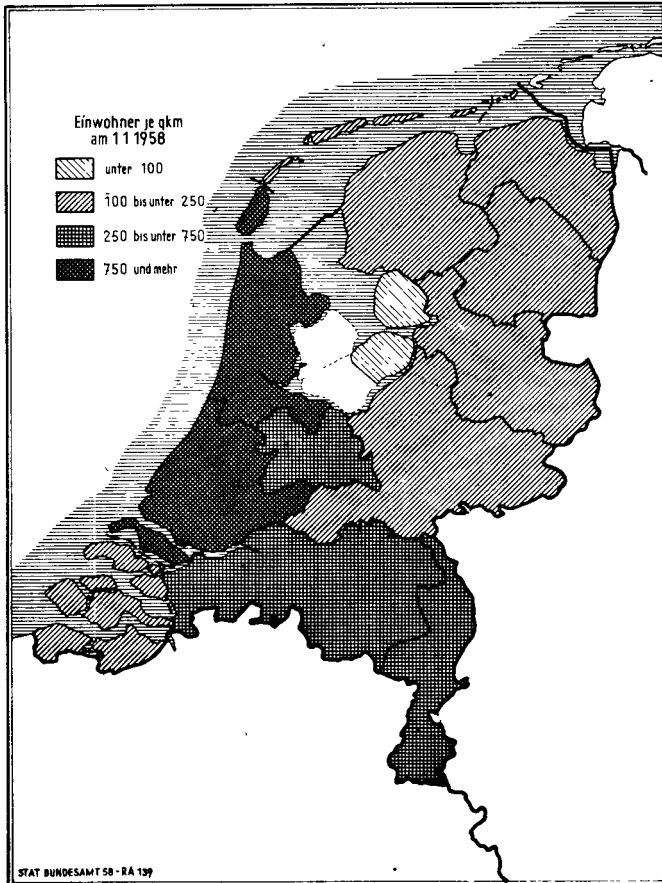 Einwohner je qkm
am 1 1 1958
unter 100
100 bis unter 250
250 bis unter 750
750 und mehr
STAT BUNDESAMT 58 - RA 139